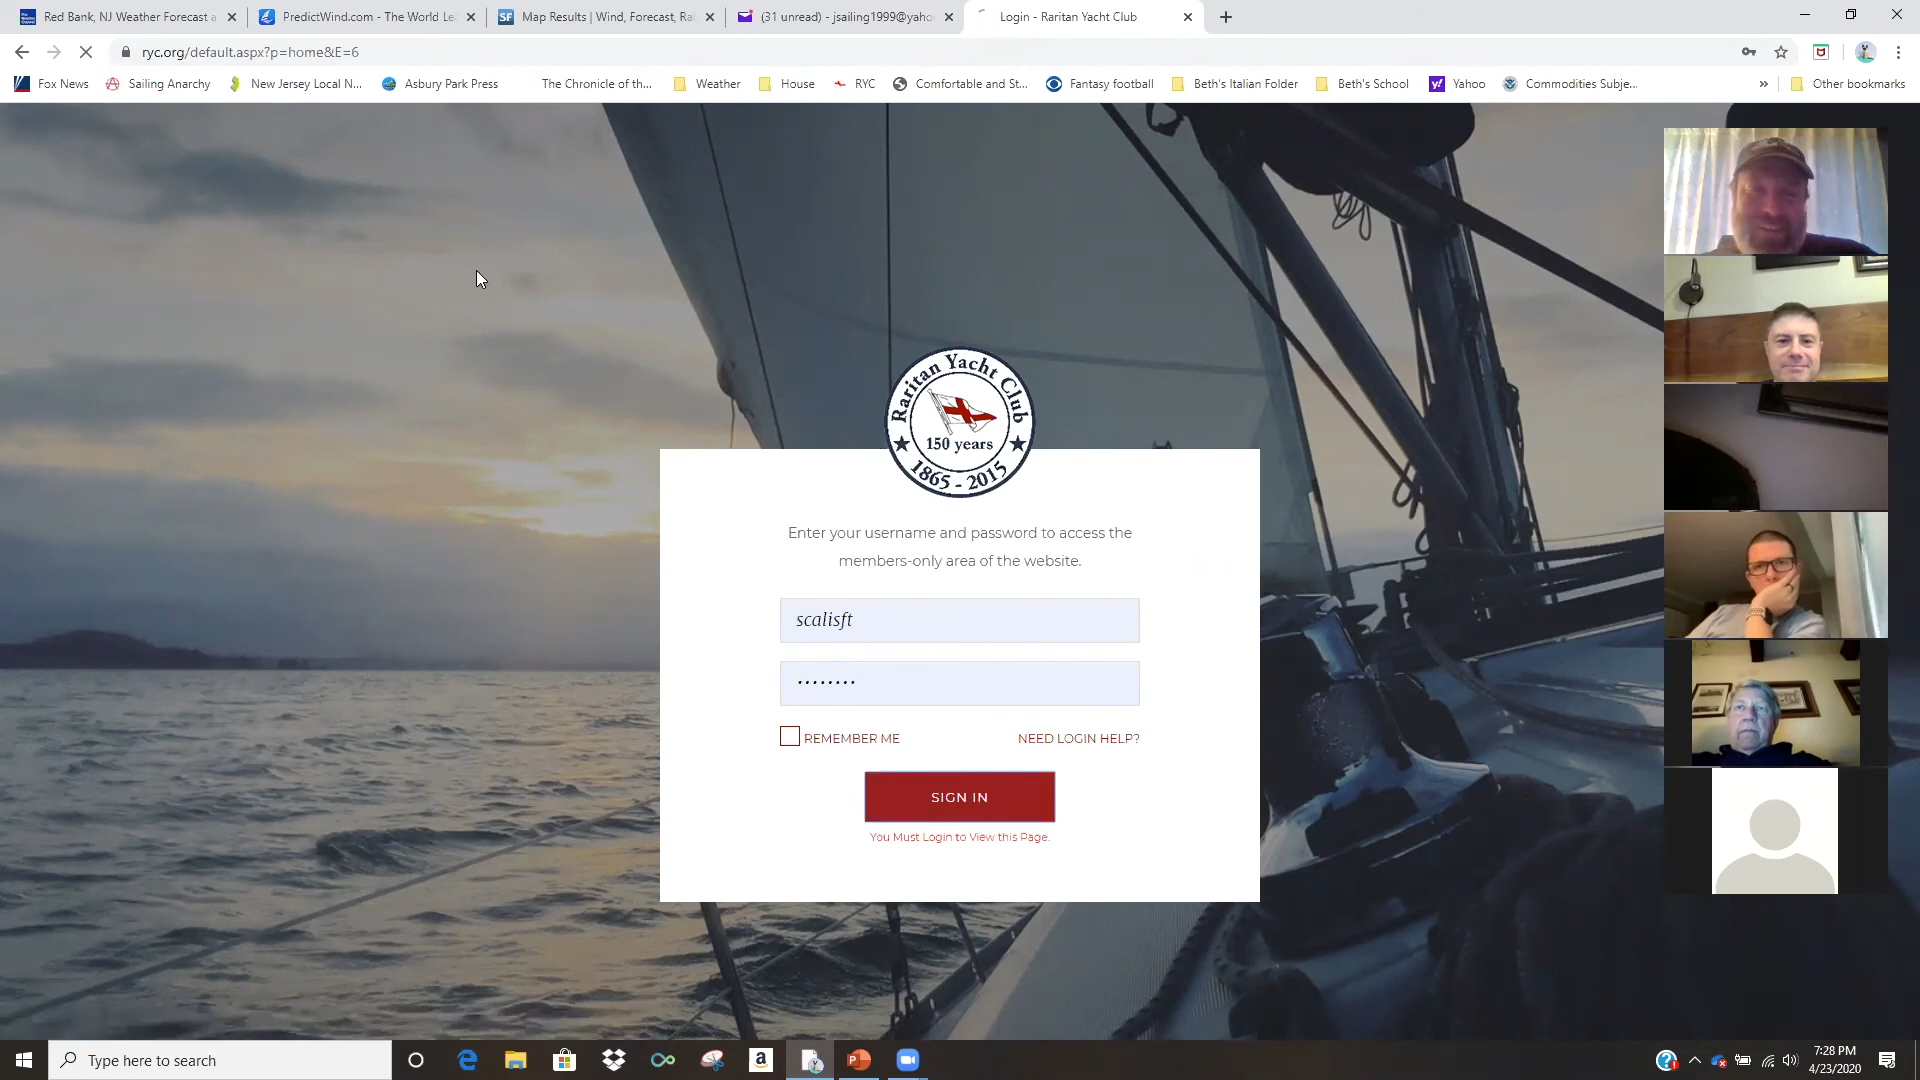 Red Bank, NJ Weather Forecast a
PredictWind.com - The World Le
Map Results | Wind, Forecast, Ra
(31 unread) - jsailing1999@yaho
Login - Raritan Yacht Club
ryc.org/default.aspx?p=home&E=6
Fox News
Sailing Anarchy
New Jersey Local N...
Asbury Park Press
The Chronicle of th...
Weather
House
RYC
Comfortable and St...
Fantasy football
Beth's Italian Folder
Beth's School
Yahoo
Commodities Subje...
Other bookmarks
Raritan Yacht Club
150 years
1865 - 2015
Enter your username and password to access the
members-only area of the website.
scalisft
REMEMBER ME
NEED LOGIN HELP?
SIGN IN
You Must Login to View this Page.
Type here to search
7:28 PM
4/23/2020